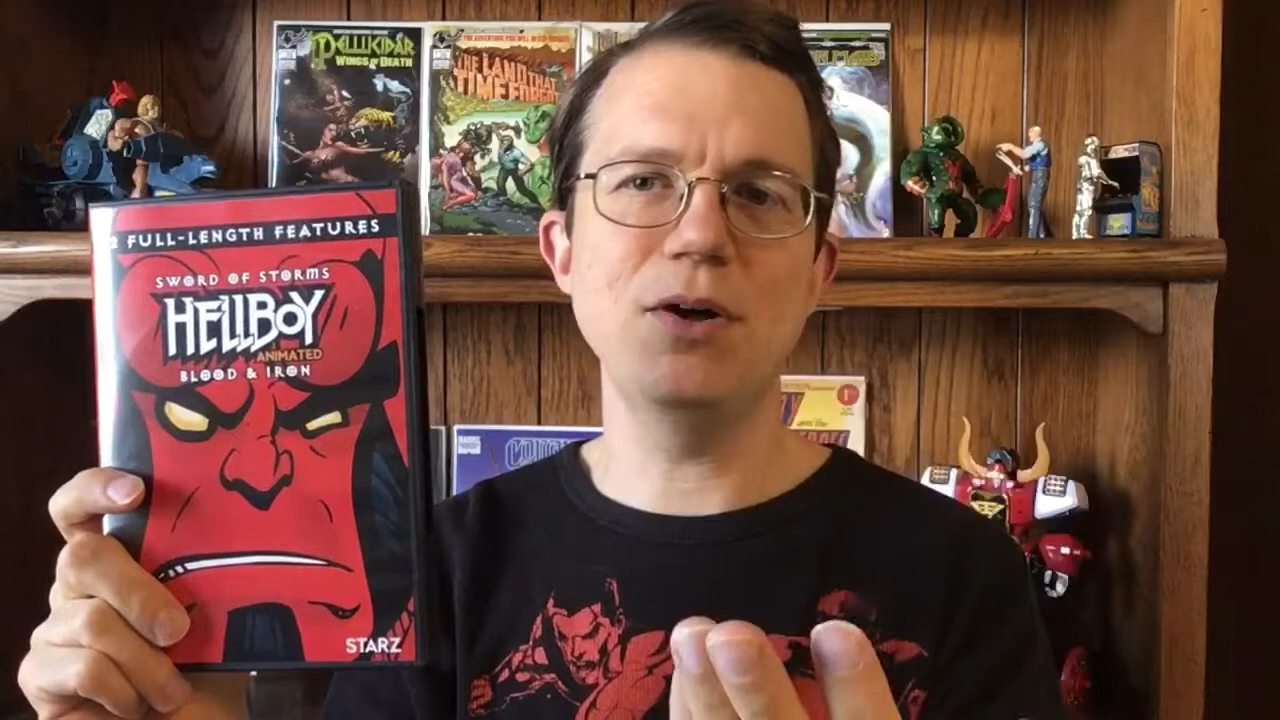 PELLUCIDAR
WINGS OF DEATH
THE LAND THAT
TIME FORGOT
2 FULL-LENGTH FEATURES
SWORD OF STORMS
HELLBOY
ANIMATED
BLOOD & IRON
STARZ
MARVEL